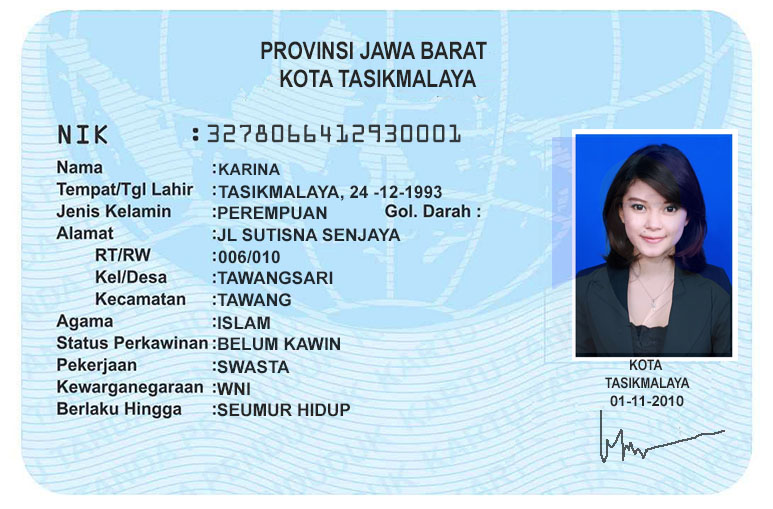 PROVINSI JAWA BARAT
KOTA TASIKMALAYA
NIK : 3278066412930001
Nama : KARINA
Tempat/Tgl Lahir : TASIKMALAYA, 24 -12-1993
Jenis Kelamin : PEREMPUAN Gol. Darah :
Alamat : JL SUTISNA SENJAYA
RT/RW : 006/010
Kel/Desa : TAWANGSARI
Kecamatan : TAWANG
Agama : ISLAM
Status Perkawinan : BELUM KAWIN
Pekerjaan : SWASTA
Kewarganegaraan : WNI
Berlaku Hingga : SEUMUR HIDUP
KOTA
TASIKMALAYA
01-11-2010